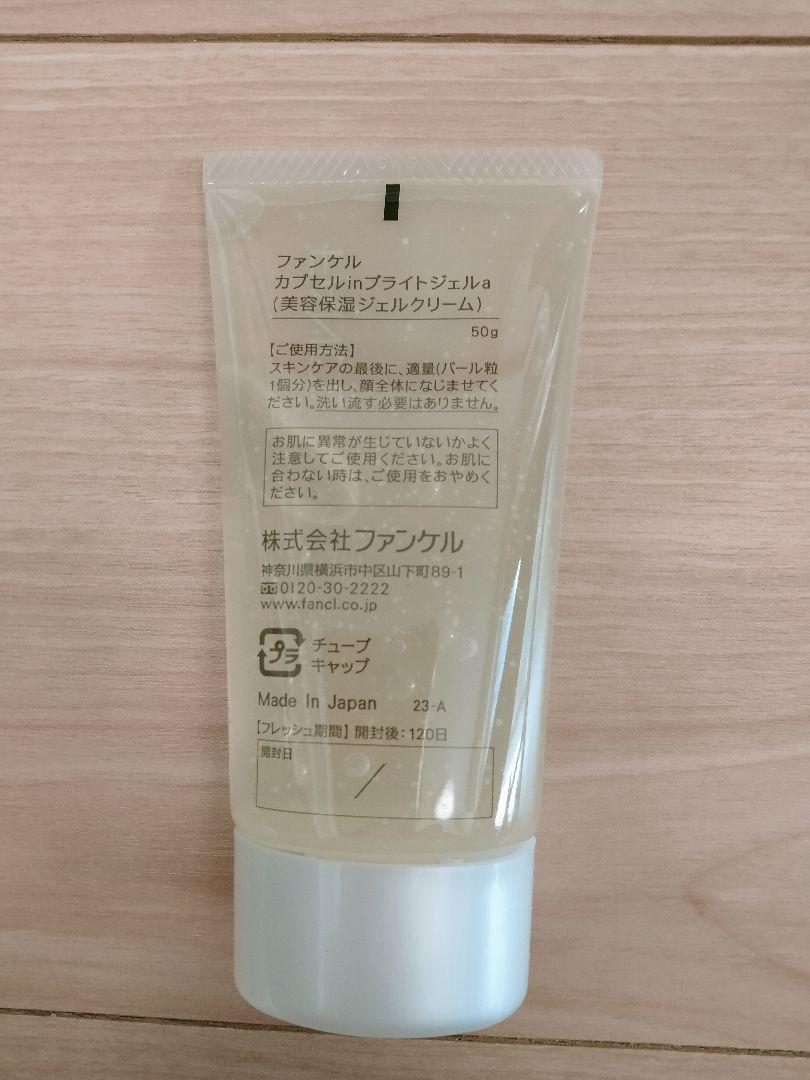 ファンケル
カプセルinブライトジェルa
(美容保湿ジェルクリーム)
50g
【ご使用方法】
スキンケアの最後に、適量(パール粒
1個分)を出し、顔全体になじませてく
ださい。洗い流す必要はありません。
お肌に異常が生じていないかよく
注意してご使用ください。お肌に
合わない時は、ご使用をおやめく
ださい。
株式会社ファンケル
神奈川県横浜市中区山下町89-1
0120-30-2222
www.fancl.co.jp
プラ
チューブ
キャップ
Made In Japan 23-A
【フレッシュ期間】開封後:120日
開封日
/